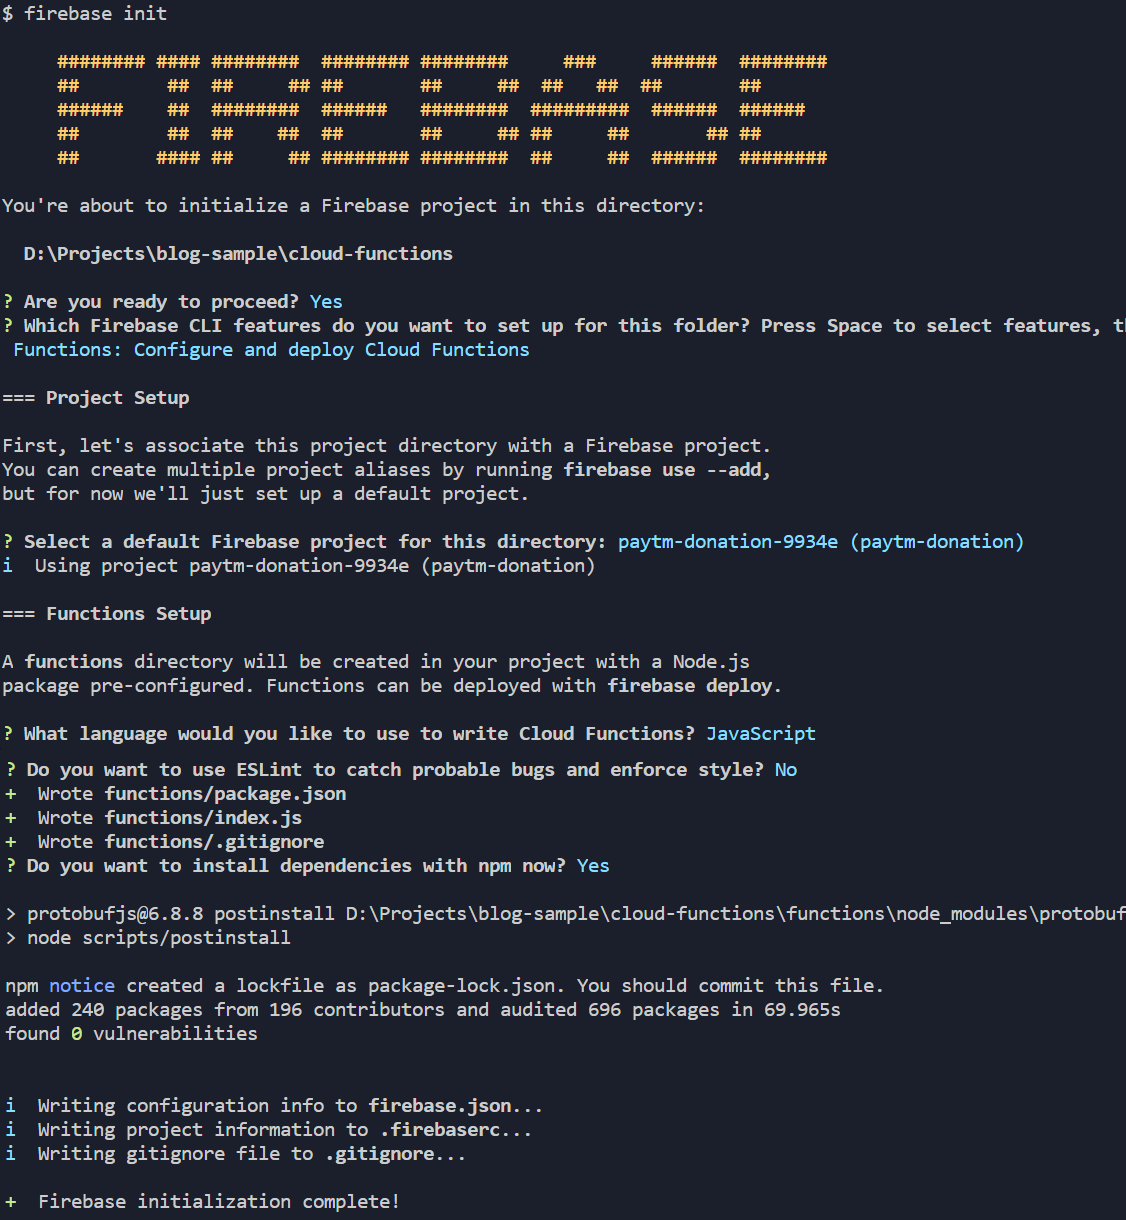 $ firebase init
######## #### ########  ######## ########     ###     ######  ########
##        ##  ##     ## ##       ##     ##  ##   ##  ##       ##
######    ##  ########  ######   ########  #########  ######  ######
##        ##  ##    ##  ##       ##     ## ##     ##       ## ##
##       #### ##     ## ######## ########  ##     ##  ######  ########
You're about to initialize a Firebase project in this directory:
D:\Projects\blog-sample\cloud-functions
? Are you ready to proceed? Yes
? Which Firebase CLI features do you want to set up for this folder? Press Space to select features,
Functions: Configure and deploy Cloud Functions
=== Project Setup
First, let's associate this project directory with a Firebase project.
You can create multiple project aliases by running firebase use --add,
but for now we'll just set up a default project.
? Select a default Firebase project for this directory: paytm-donation-9934e (paytm-donation)
i  Using project paytm-donation-9934e (paytm-donation)
=== Functions Setup
A functions directory will be created in your project with a Node.js
package pre-configured. Functions can be deployed with firebase deploy.
? What language would you like to use to write Cloud Functions? JavaScript
? Do you want to use ESLint to catch probable bugs and enforce style? No
+  Wrote functions/package.json
+  Wrote functions/index.js
+  Wrote functions/.gitignore
? Do you want to install dependencies with npm now? Yes
> protobufjs@6.8.8 postinstall D:\Projects\blog-sample\cloud-functions\functions\node_modules\protobuf
> node scripts/postinstall
npm notice created a lockfile as package-lock.json. You should commit this file.
added 240 packages from 196 contributors and audited 696 packages in 69.965s
found 0 vulnerabilities
i  Writing configuration info to firebase.json...
i  Writing project information to .firebaserc...
i  Writing gitignore file to .gitignore...
+  Firebase initialization complete!